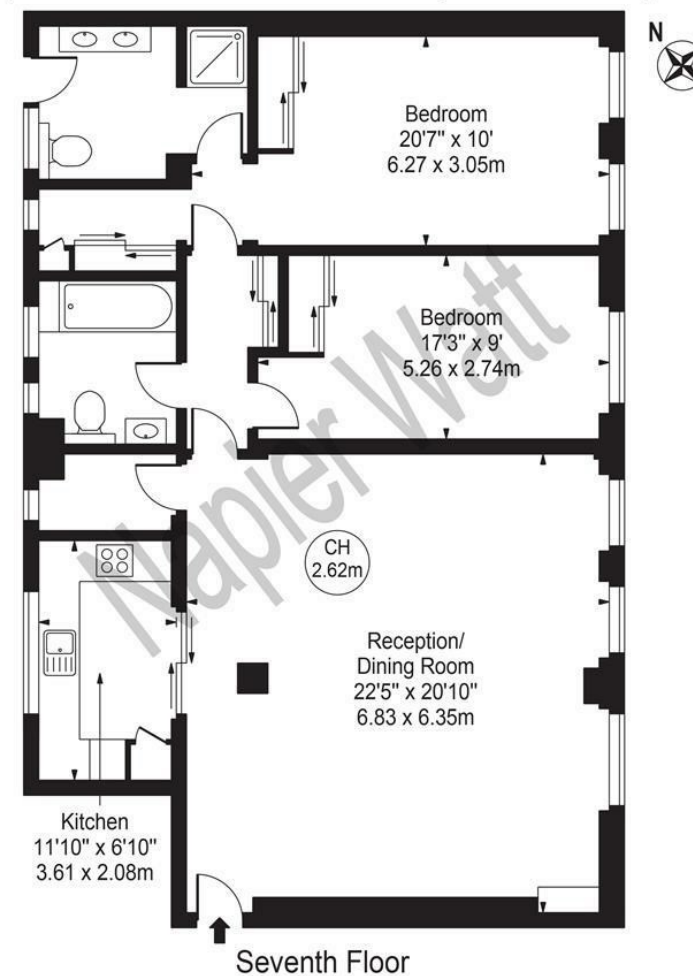 N
Bedroom
20'7" x 10'
6.27 x 3.05m
Bedroom
17'3" x 9'
5.26 x 2.74m
Napier Watt
CH
2.62m
Reception/
Dining Room
22'5" x 20'10"
6.83 x 6.35m
Kitchen
11'10" x 6'10"
3.61 x 2.08m
Seventh Floor